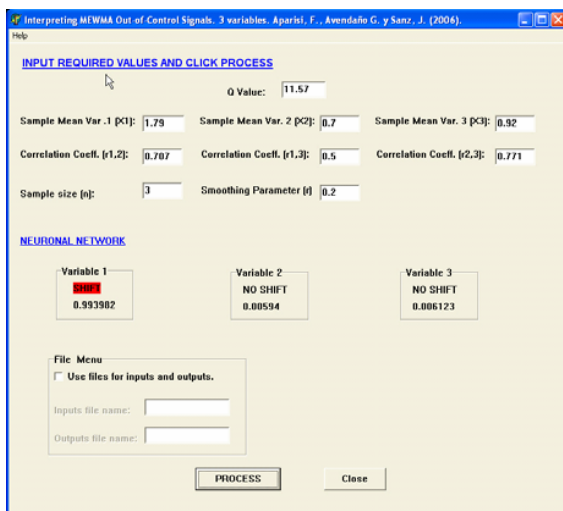 Interpreting MEWMA Out-of-Control Signals. 3 variables. Aparisi, F., Avendaño G. y Sanz, J. (2006).
Help
INPUT REQUIRED VALUES AND CLICK PROCESS
Q Value: 11.57
Sample Mean Var .1 (X1): 1.79 Sample Mean Var. 2 (X2): 0.7 Sample Mean Var. 3 (X3): 0.92
Correlation Coeff. (r1,2): 0.707 Correlation Coeff. (r1,3): 0.5 Correlation Coeff. (r2,3): 0.771
Sample size (n): 3 Smoothing Parameter (r) 0.2
NEURONAL NETWORK
Variable 1 Variable 2 Variable 3
SHIFT NO SHIFT NO SHIFT
0.993982 0.00594 0.006123
File Menu
Use files for inputs and outputs.
Inputs file name:
Outputs file name:
PROCESS Close